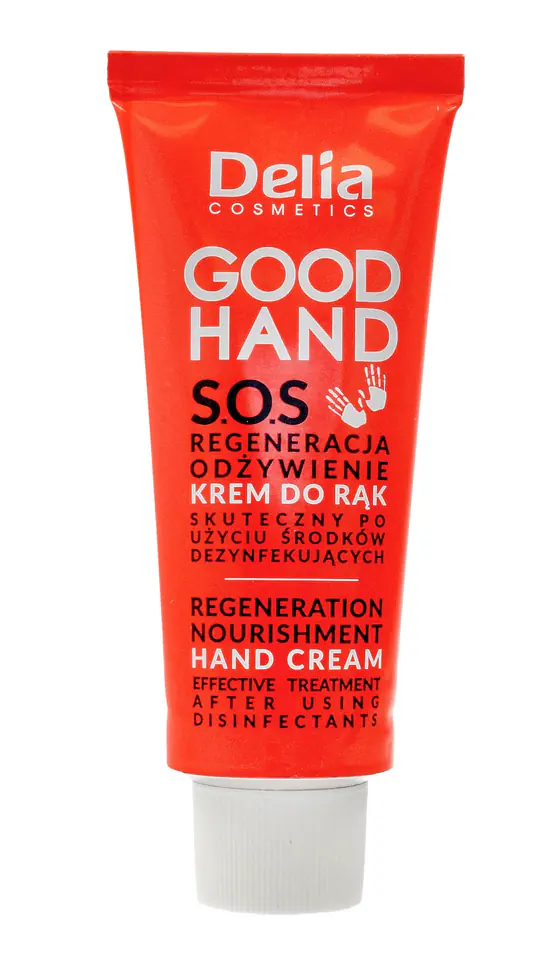 Delia
COSMETICS
GOOD
HAND
S.O.S
REGENERACJA
ODŻYWIENIE
KREM DO RĄK
SKUTECZNY PO
UŻYCIU ŚRODKÓW
DEZYNFEKUJĄCYCH
REGENERATION
NOURISHMENT
HAND CREAM
EFFECTIVE TREATMENT
AFTER USING
DISINFECTANTS